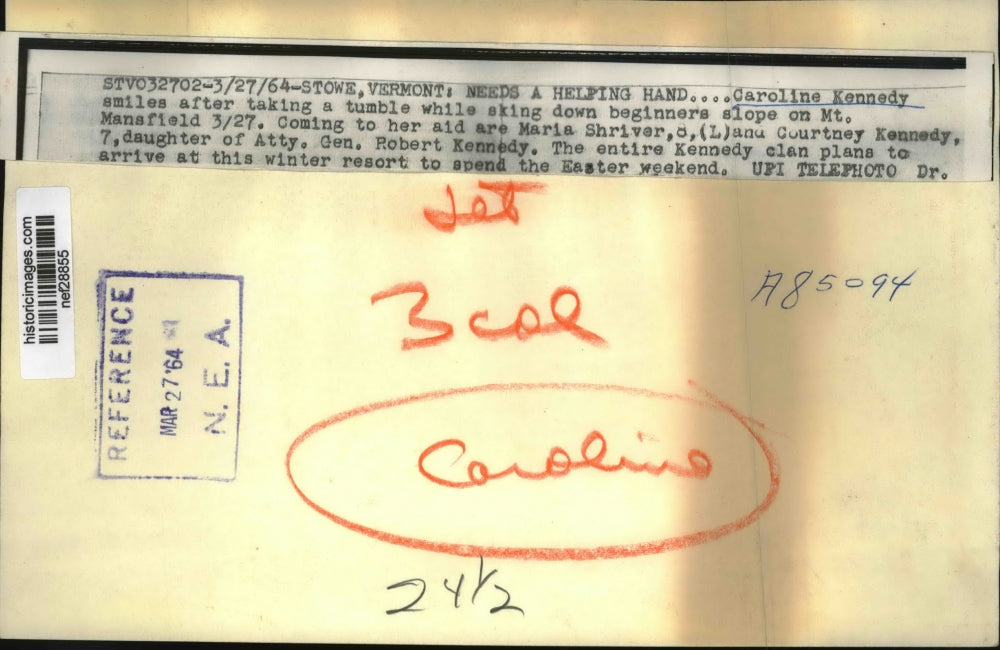 STV032702-3/27/64-STOWE,VERMONT: NEEDS A HELPING HAND....Caroline Kennedy
smiles after taking a tumble while sking down beginners slope on Mt.
Mansfield 3/27. Coming to her aid are Maria Shriver,8,(L)and Courtney Kennedy,
7,daughter of Atty. Gen. Robert Kennedy. The entire Kennedy clan plans to
arrive at this winter resort to spend the Easter weekend. UPI TELEPHOTO Dr.
historicimages.com
nef28855
REFERENCE
MAR 27 '64
N. E. A.
A85094
3 col
Caroline
24 1/2